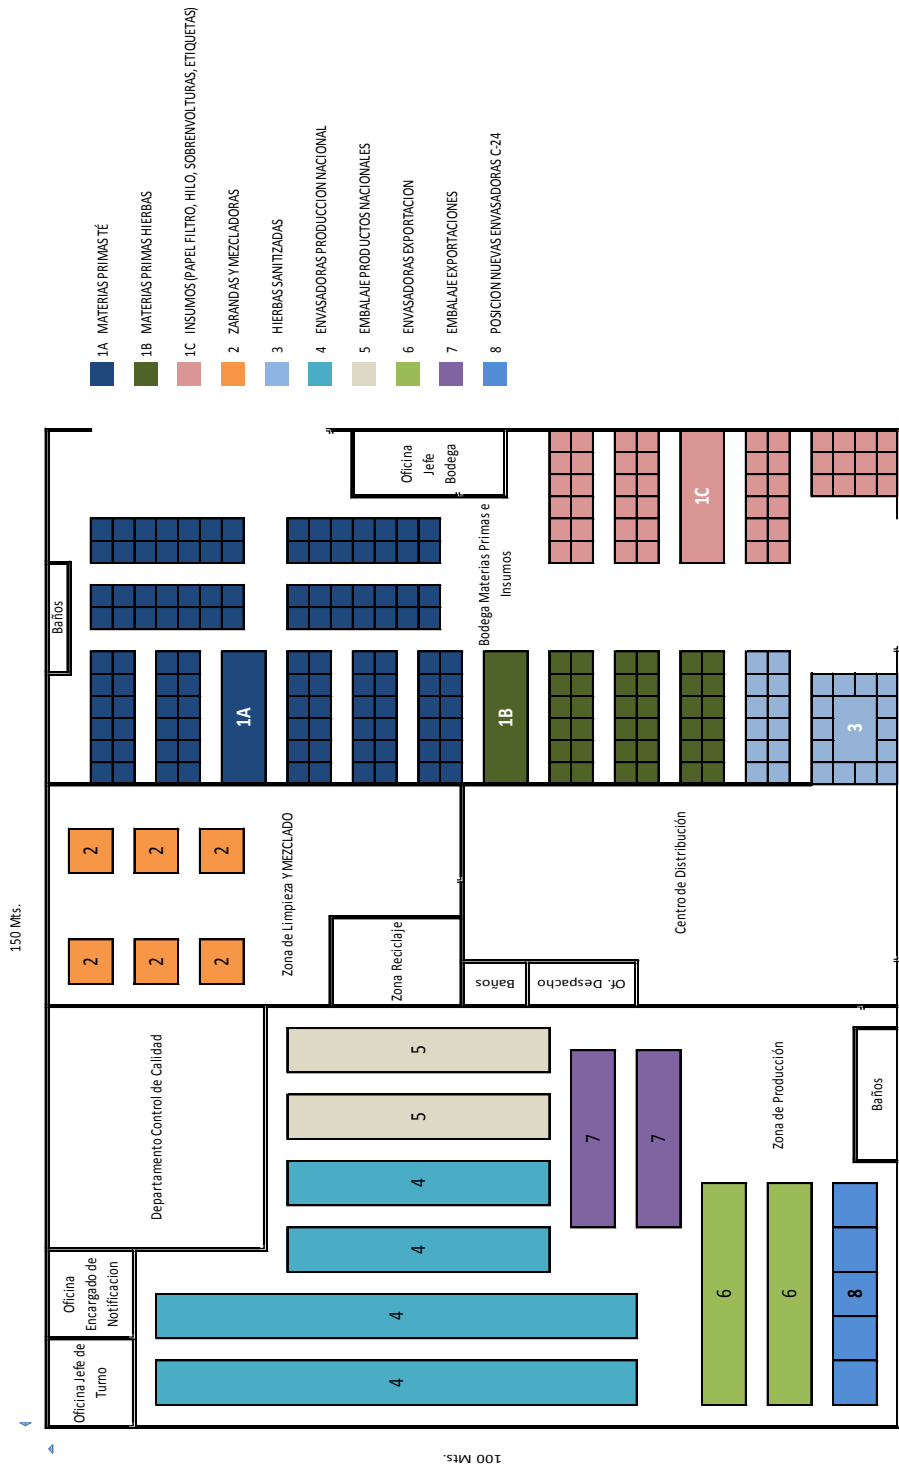 150 Mts.
100 Mts.
Oficina Jefe de
Turno
Oficina
Encargado de
Notificacion
Departamento Control de Calidad
4
4
4
4
5
5
7
7
6
6
8
Zona de Producción
Baños
2
2
2
2
2
2
Zona de Limpieza Y MEZCLADO
Zona Reciclaje
Baños
Of. Despacho
Centro de Distribución
Baños
1A
1B
3
1C
Bodega Materias Primas e
Insumos
Oficina
Jefe
Bodega
1A MATERIAS PRIMAS TÉ
1B MATERIAS PRIMAS HIERBAS
1C INSUMOS (PAPEL FILTRO, HILO, SOBRENVOLTURAS, ETIQUETAS)
2 ZARANDAS Y MEZCLADORAS
3 HIERBAS SANITIZADAS
4 ENVASADORAS PRODUCCION NACIONAL
5 EMBALAJE PRODUCTOS NACIONALES
6 ENVASADORAS EXPORTACION
7 EMBALAJE EXPORTACIONES
8 POSICION NUEVAS ENVASADORAS C-24